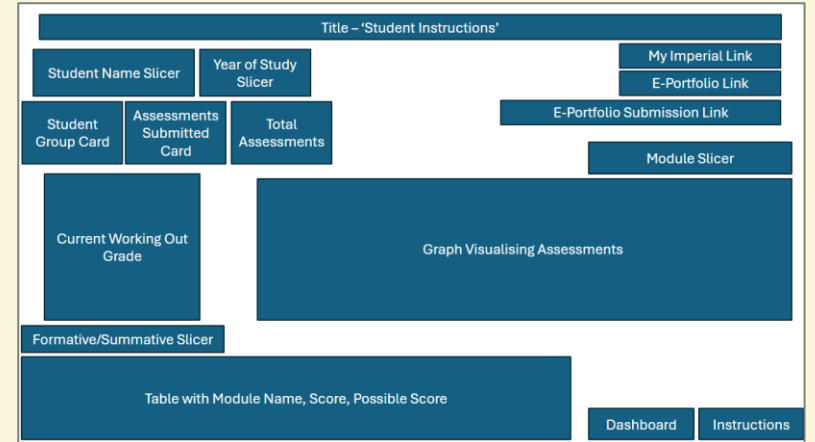 Title – ‘Student Instructions’
Student Name Slicer
Year of Study
Slicer
My Imperial Link
E-Portfolio Link
E-Portfolio Submission Link
Student
Group Card
Assessments
Submitted
Card
Total
Assessments
Module Slicer
Current Working Out
Grade
Graph Visualising Assessments
Formative/Summative Slicer
Table with Module Name, Score, Possible Score
Dashboard
Instructions